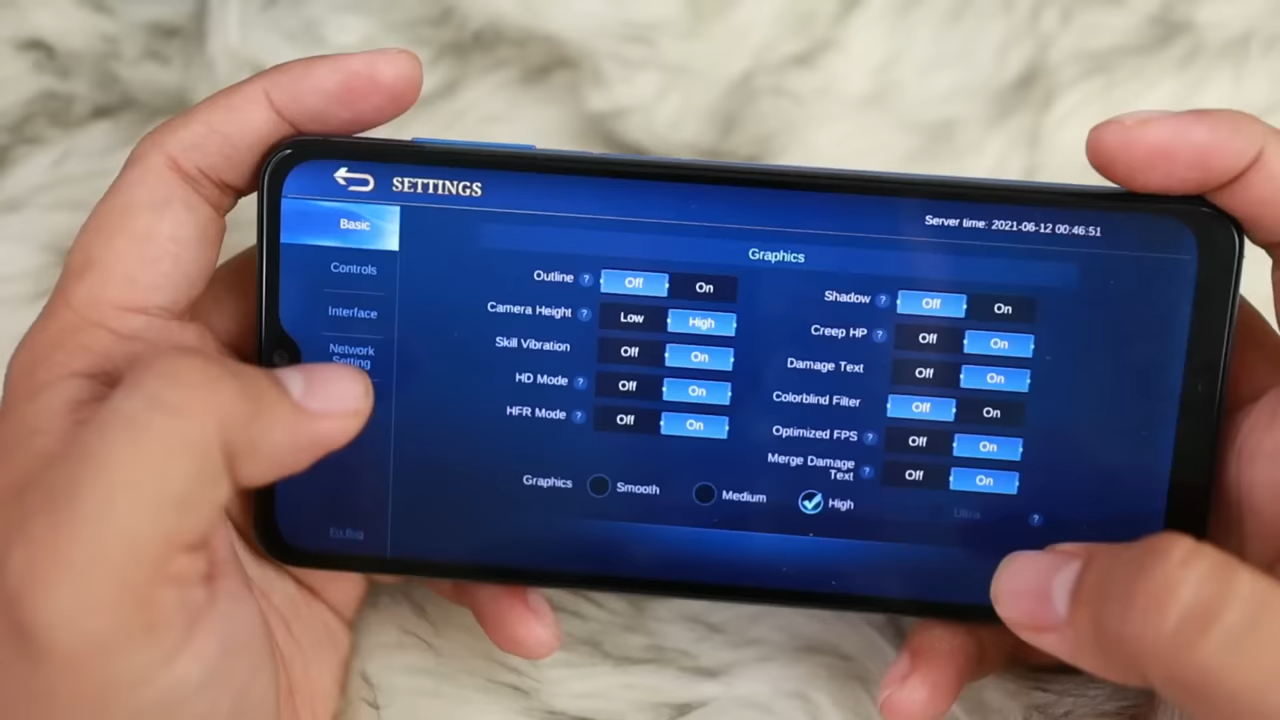 SETTINGS
Server time: 2021-06-12 00:46:51
Basic
Controls
Interface
Network
Setting
Graphics
Outline ? Off On
Camera Height ? Low High
Skill Vibration Off On
HD Mode ? Off On
HFR Mode ? Off On
Shadow ? Off On
Creep HP ? Off On
Damage Text Off On
Colorblind Filter Off On
Optimized FPS ? Off On
Merge Damage
Text ? Off On
Graphics Smooth Medium High Ultra ?